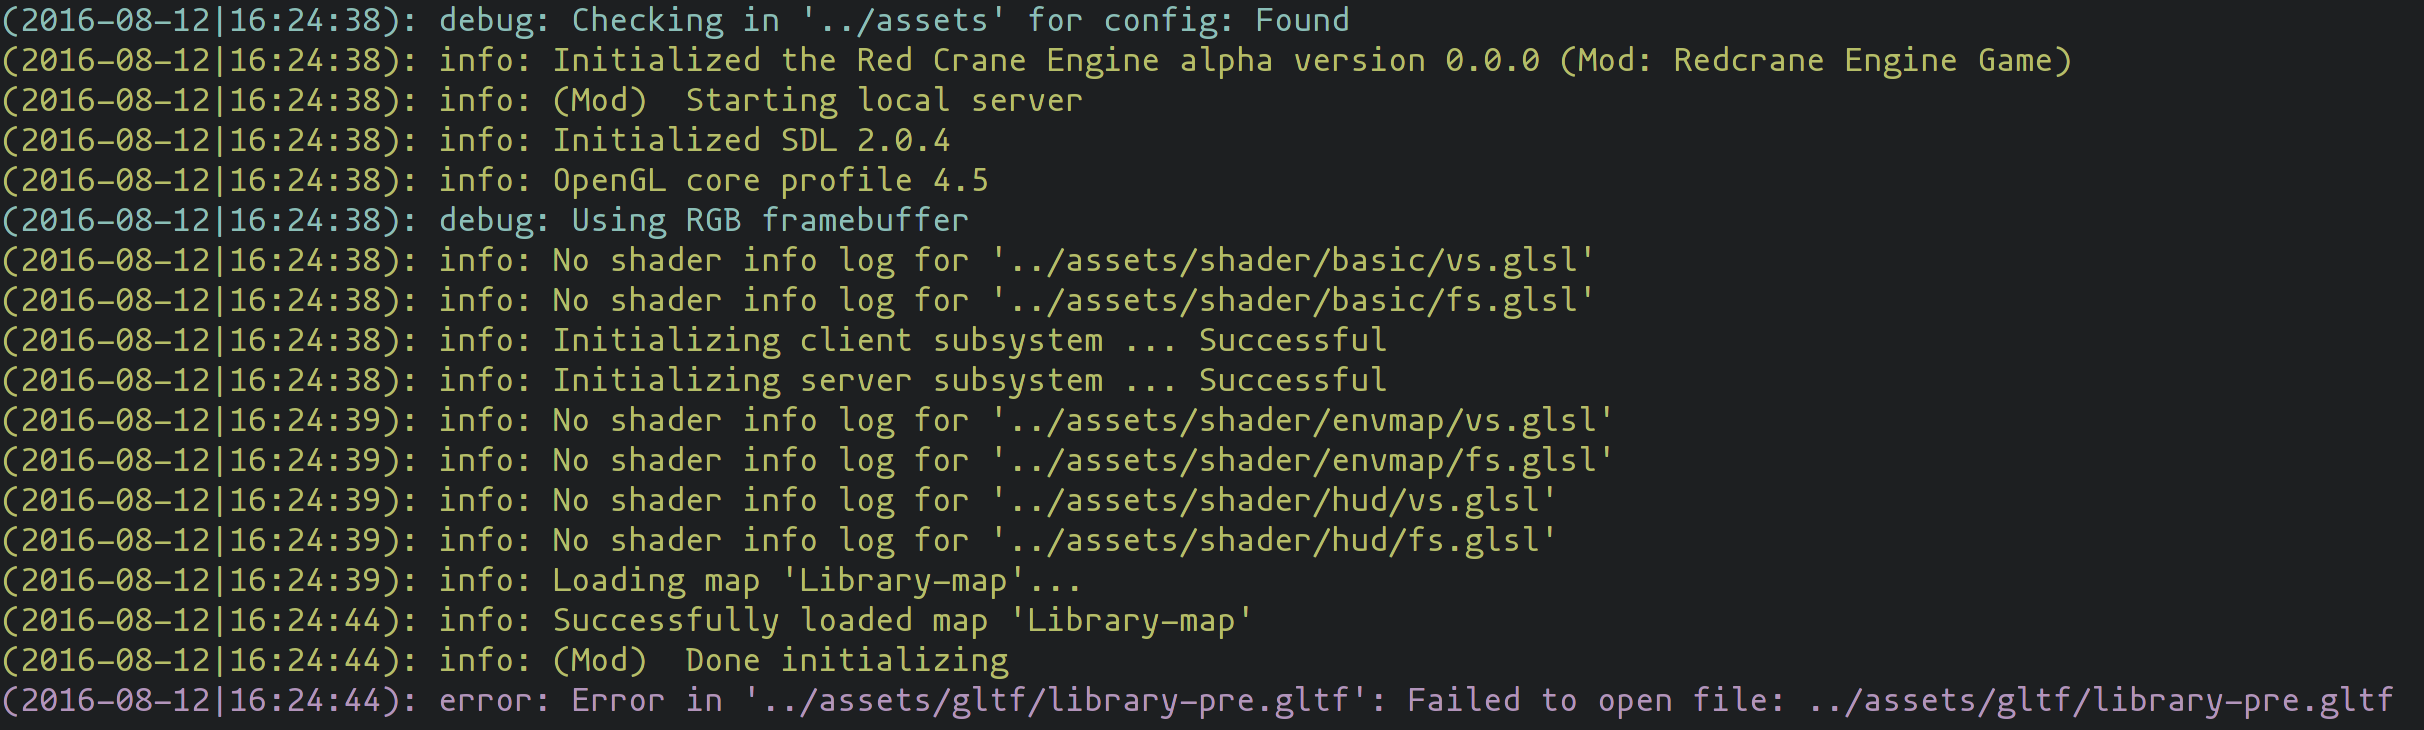 (2016-08-12|16:24:38): debug: Checking in '../assets' for config: Found
(2016-08-12|16:24:38): info: Initialized the Red Crane Engine alpha version 0.0.0 (Mod: Redcrane Engine Game)
(2016-08-12|16:24:38): info: (Mod)  Starting local server
(2016-08-12|16:24:38): info: Initialized SDL 2.0.4
(2016-08-12|16:24:38): info: OpenGL core profile 4.5
(2016-08-12|16:24:38): debug: Using RGB framebuffer
(2016-08-12|16:24:38): info: No shader info log for '../assets/shader/basic/vs.glsl'
(2016-08-12|16:24:38): info: No shader info log for '../assets/shader/basic/fs.glsl'
(2016-08-12|16:24:38): info: Initializing client subsystem ... Successful
(2016-08-12|16:24:38): info: Initializing server subsystem ... Successful
(2016-08-12|16:24:39): info: No shader info log for '../assets/shader/envmap/vs.glsl'
(2016-08-12|16:24:39): info: No shader info log for '../assets/shader/envmap/fs.glsl'
(2016-08-12|16:24:39): info: No shader info log for '../assets/shader/hud/vs.glsl'
(2016-08-12|16:24:39): info: No shader info log for '../assets/shader/hud/fs.glsl'
(2016-08-12|16:24:39): info: Loading map 'Library-map'...
(2016-08-12|16:24:44): info: Successfully loaded map 'Library-map'
(2016-08-12|16:24:44): info: (Mod)  Done initializing
(2016-08-12|16:24:44): error: Error in '../assets/gltf/library-pre.gltf': Failed to open file: ../assets/gltf/library-pre.gltf